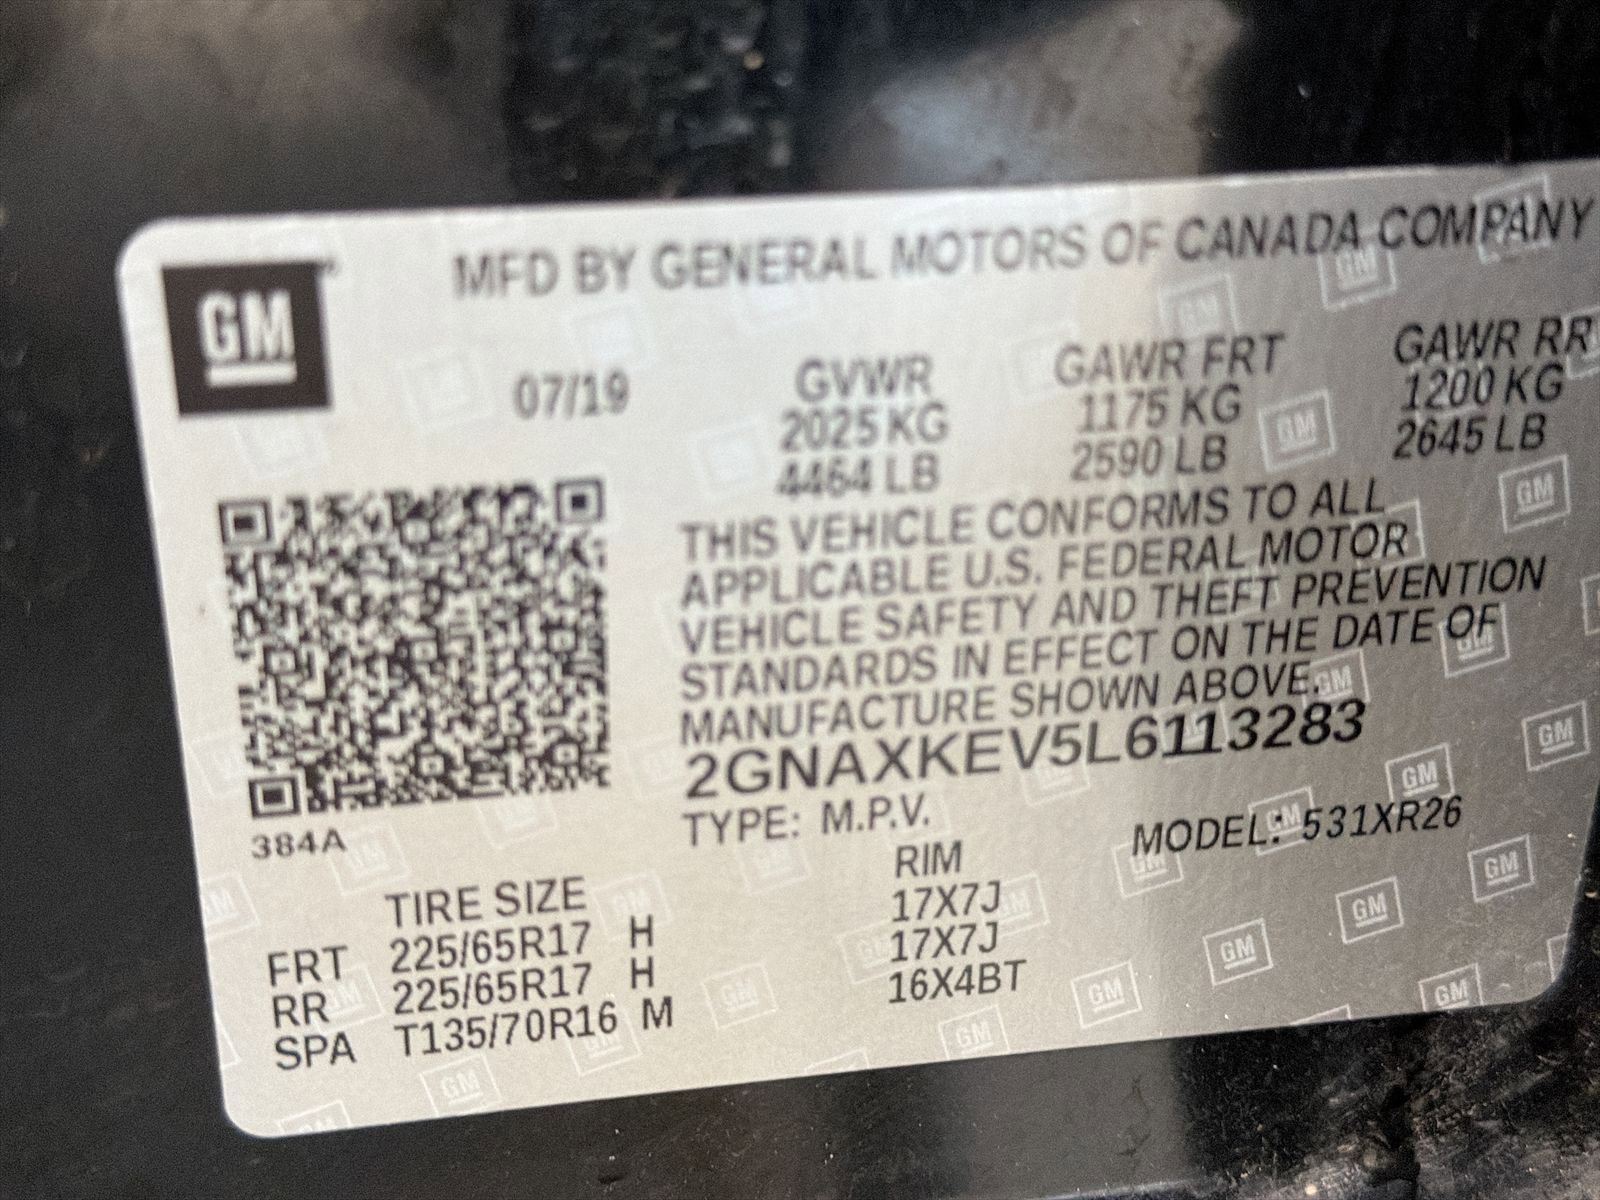 GM
MFD BY GENERAL MOTORS OF CANADA COMPANY
07/19
GVWR GAWR FRT GAWR RR
2025 KG 1175 KG 1200 KG
4464 LB 2590 LB 2645 LB
THIS VEHICLE CONFORMS TO ALL
APPLICABLE U.S. FEDERAL MOTOR
VEHICLE SAFETY AND THEFT PREVENTION
STANDARDS IN EFFECT ON THE DATE OF
MANUFACTURE SHOWN ABOVE.
2GNAXKEV5L6113283
TYPE: M.P.V. MODEL: 531XR26
384A
TIRE SIZE RIM
FRT 225/65R17 H 17X7J
RR 225/65R17 H 17X7J
SPA T135/70R16 M 16X4BT